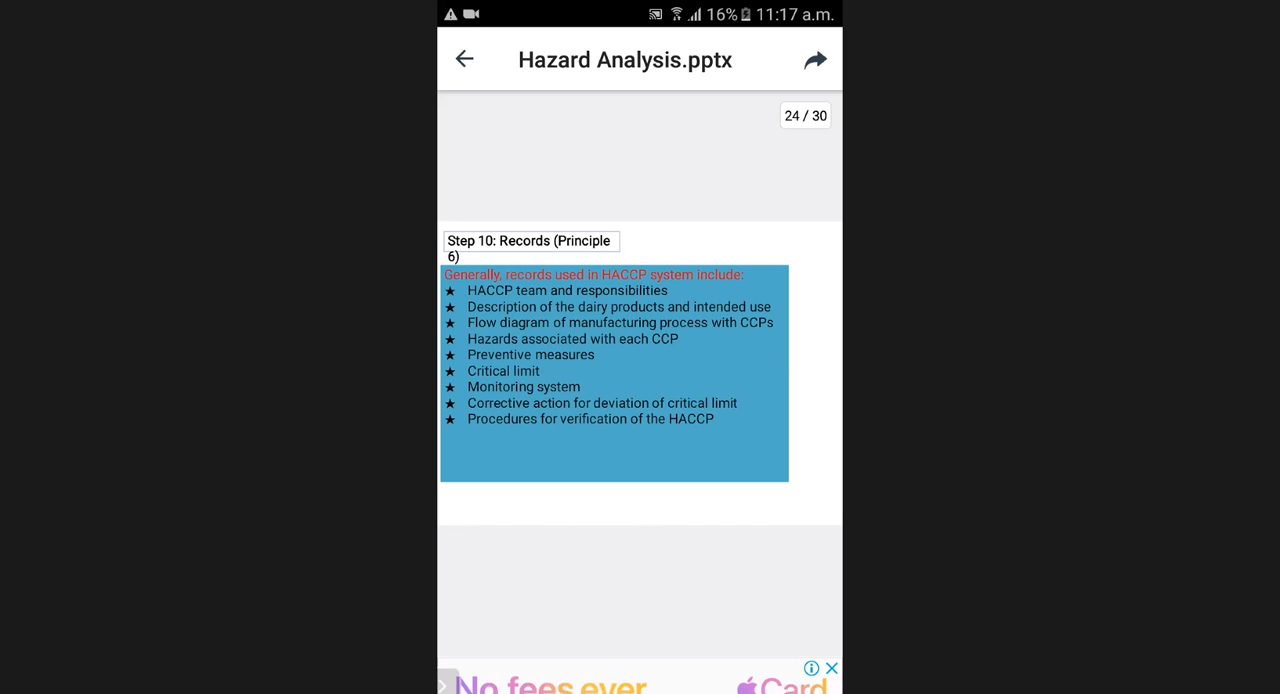 16% 11:17 a.m.
Hazard Analysis.pptx
24 / 30
Step 10: Records (Principle
6)
Generally, records used in HACCP system include:
★ HACCP team and responsibilities
★ Description of the dairy products and intended use
★ Flow diagram of manufacturing process with CCPs
★ Hazards associated with each CCP
★ Preventive measures
★ Critical limit
★ Monitoring system
★ Corrective action for deviation of critical limit
★ Procedures for verification of the HACCP
No fees ever Card